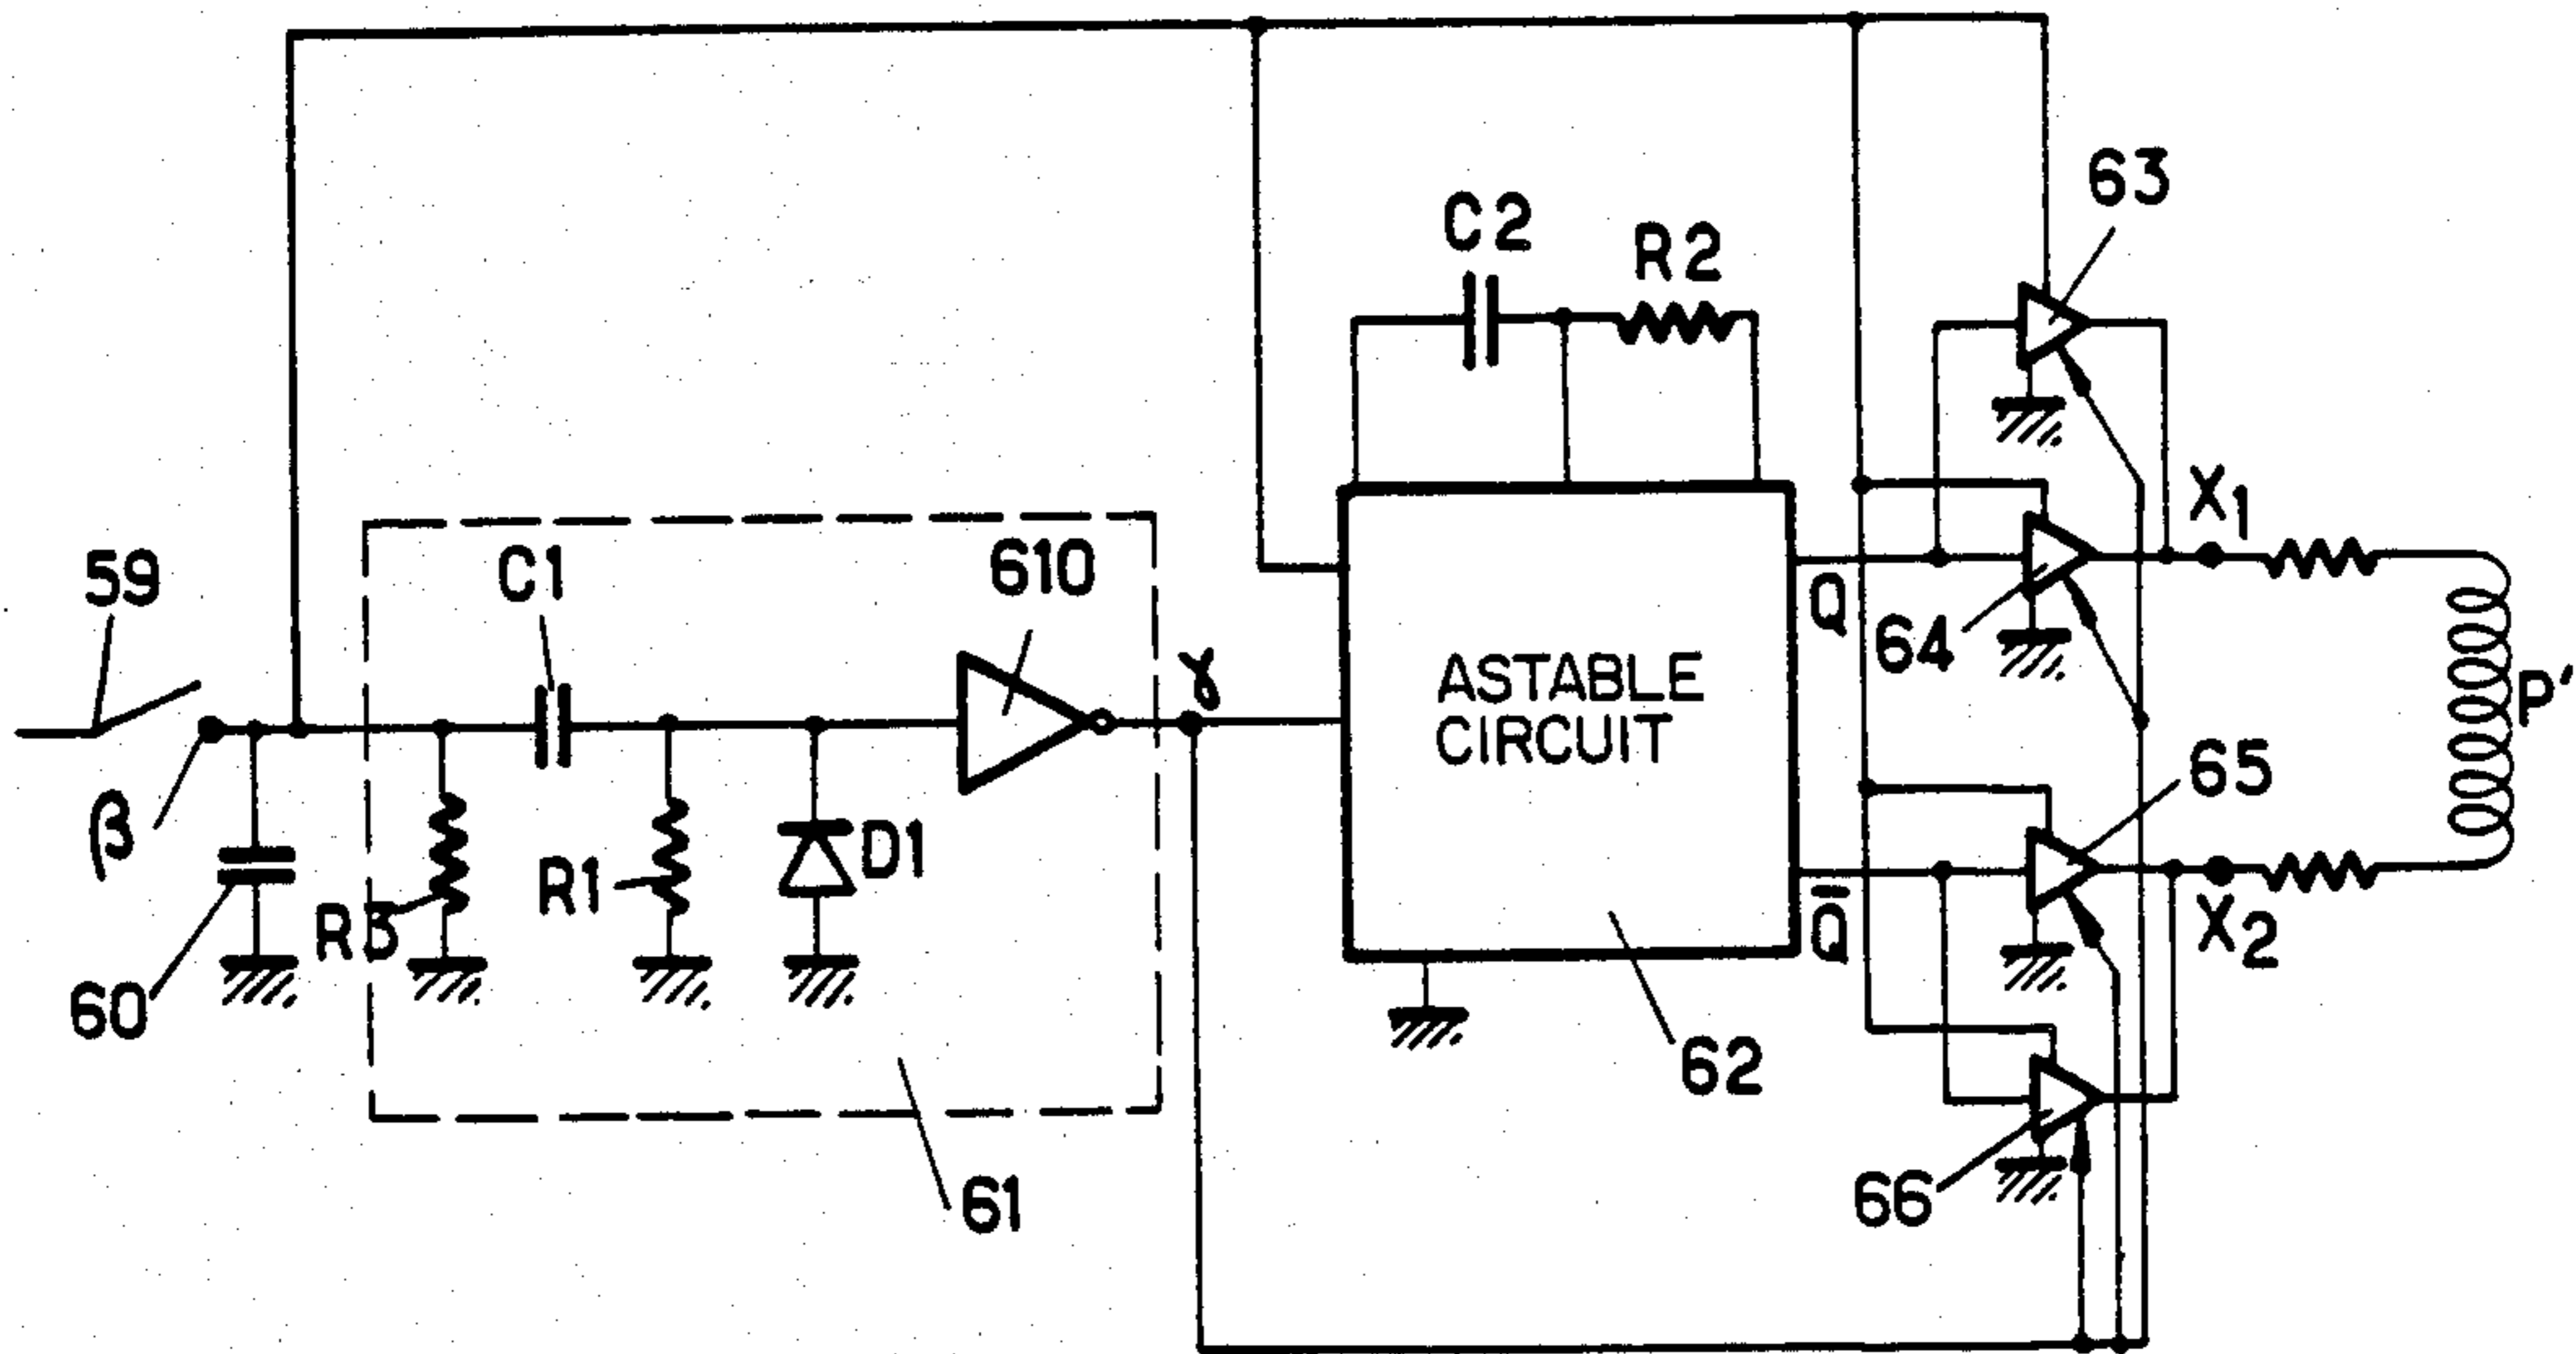 63
C2
R2
X1
59
C1
610
Q
64
ɣ
ASTABLE
CIRCUIT
P'
65
β
D1
R1
R3
Q̅
X2
60
62
66
61